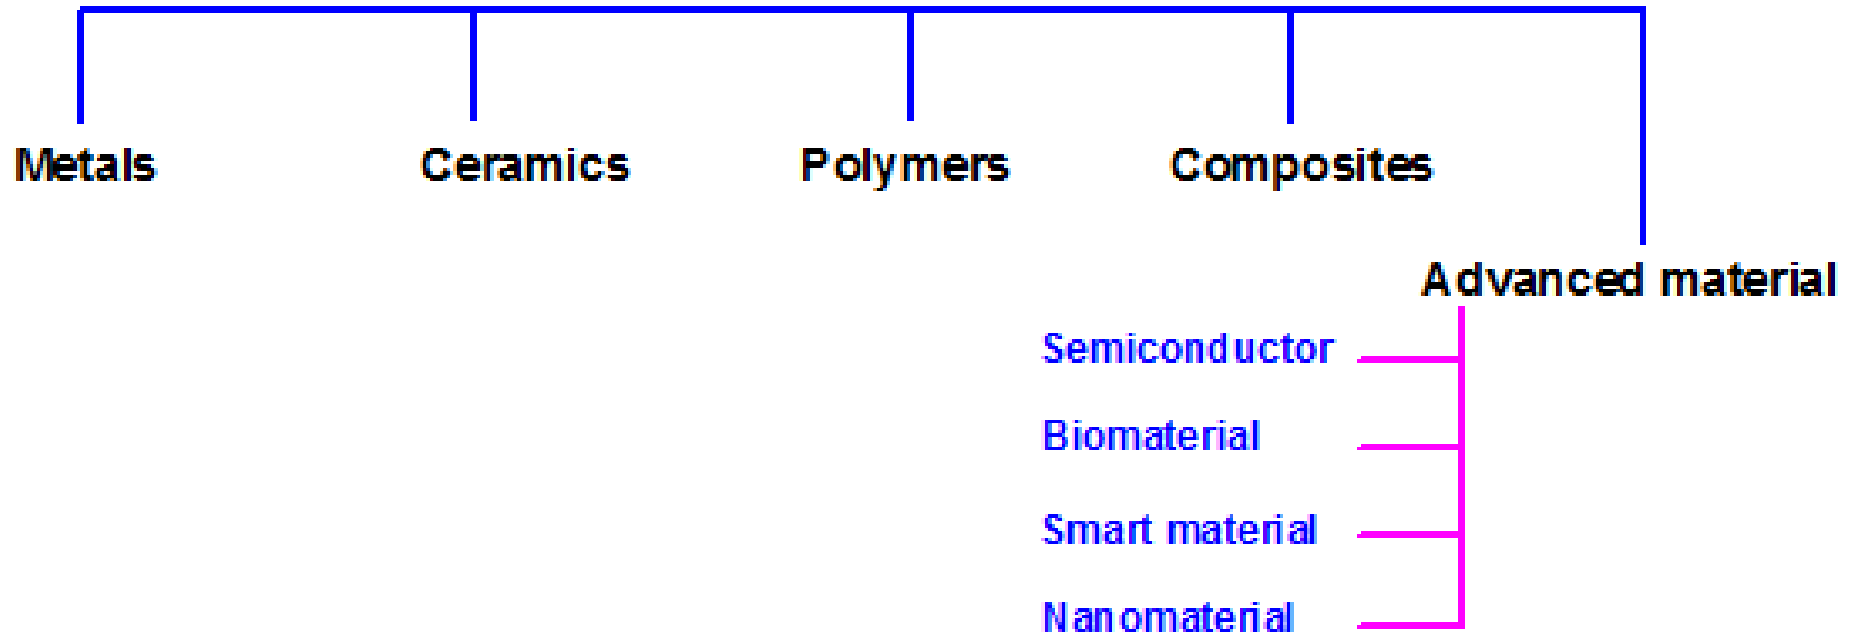 Metals
Ceramics
Polymers
Composites
Advanced material
Semiconductor
Biomaterial
Smart material
Nanomaterial